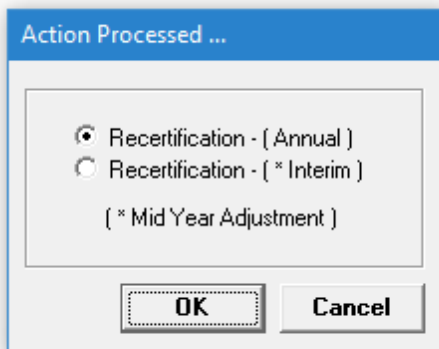 Action Processed ...
Recertification - ( Annual )
Recertification - ( * Interim )
( * Mid Year Adjustment )
OK Cancel